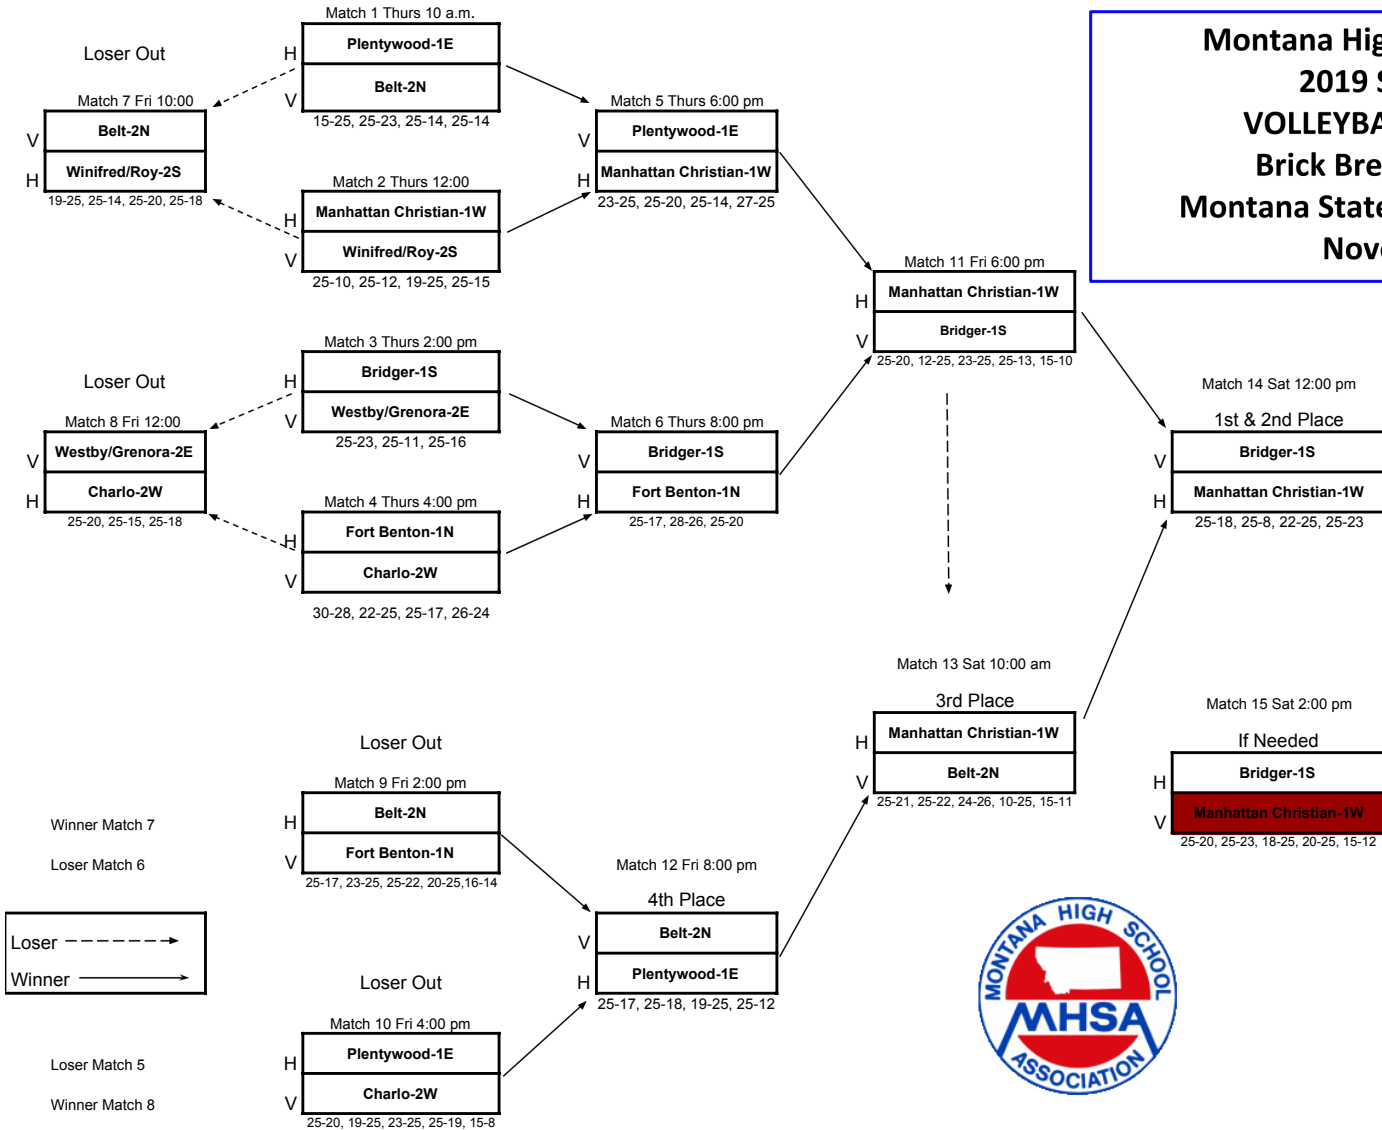 Match 1 Thurs 10 a.m.
Loser Out
H
Plentywood-1E
V
Belt-2N
15-25, 25-23, 25-14, 25-14
Match 7 Fri 10:00
V
Belt-2N
H
Winifred/Roy-2S
19-25, 25-14, 25-20, 25-18
Match 2 Thurs 12:00
H
Manhattan Christian-1W
V
Winifred/Roy-2S
25-10, 25-12, 19-25, 25-15
Match 5 Thurs 6:00 pm
V
Plentywood-1E
H
Manhattan Christian-1W
23-25, 25-20, 25-14, 27-25
Montana Hig
2019 S
VOLLEYBA
Brick Bre
Montana State
Nov
Match 11 Fri 6:00 pm
H
Manhattan Christian-1W
V
Bridger-1S
25-20, 12-25, 23-25, 25-13, 15-10
Match 3 Thurs 2:00 pm
Loser Out
H
Bridger-1S
V
Westby/Grenora-2E
25-23, 25-11, 25-16
Match 8 Fri 12:00
V
Westby/Grenora-2E
H
Charlo-2W
25-20, 25-15, 25-18
Match 4 Thurs 4:00 pm
H
Fort Benton-1N
V
Charlo-2W
30-28, 22-25, 25-17, 26-24
Match 6 Thurs 8:00 pm
V
Bridger-1S
H
Fort Benton-1N
25-17, 28-26, 25-20
Match 14 Sat 12:00 pm
1st & 2nd Place
V
Bridger-1S
H
Manhattan Christian-1W
25-18, 25-8, 22-25, 25-23
Match 13 Sat 10:00 am
3rd Place
H
Manhattan Christian-1W
V
Belt-2N
25-21, 25-22, 24-26, 10-25, 15-11
Match 15 Sat 2:00 pm
If Needed
H
Bridger-1S
V
Manhattan Christian-1W
25-20, 25-23, 18-25, 20-25, 15-12
Loser Out
Match 9 Fri 2:00 pm
Winner Match 7
H
Belt-2N
Loser Match 6
V
Fort Benton-1N
25-17, 23-25, 25-22, 20-25,16-14
Match 12 Fri 8:00 pm
4th Place
V
Belt-2N
H
Plentywood-1E
25-17, 25-18, 19-25, 25-12
Loser
Winner
Loser Out
Match 10 Fri 4:00 pm
Loser Match 5
H
Plentywood-1E
Winner Match 8
V
Charlo-2W
25-20, 19-25, 23-25, 25-19, 15-8
MONTANA HIGH SCHOOL
MHSA
ASSOCIATION